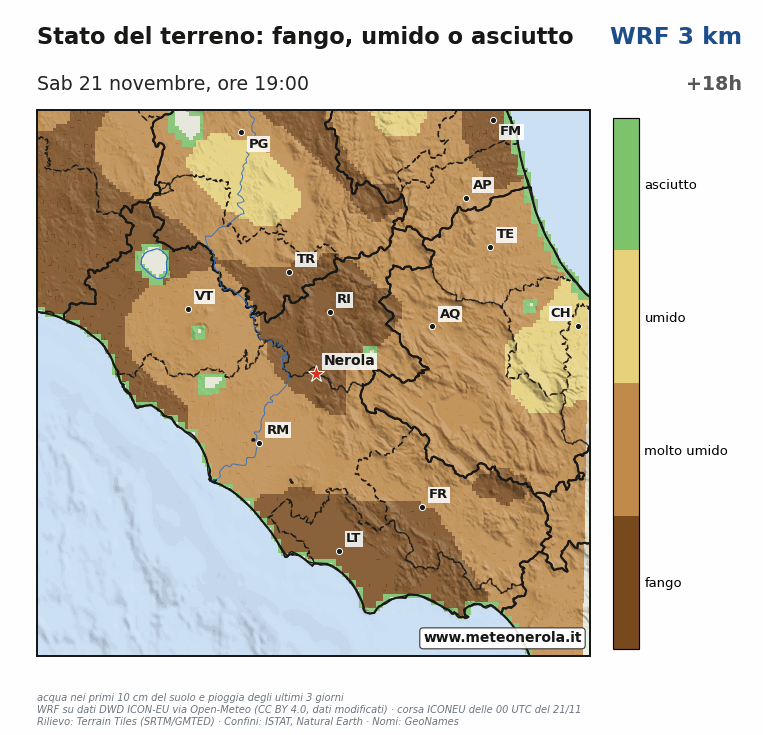 Stato del terreno: fango, umido o asciutto
WRF 3 km
Sab 21 novembre, ore 19:00
+18h
FM
PG
asciutto
AP
TE
TR
VT
RI
AQ
CH
umido
Nerola
RM
molto umido
FR
LT
fango
www.meteonerola.it
acqua nei primi 10 cm del suolo e pioggia degli ultimi 3 giorni
WRF su dati DWD ICON-EU via Open-Meteo (CC BY 4.0, dati modificati) · corsa ICONEU delle 00 UTC del 21/11
Rilievo: Terrain Tiles (SRTM/GMTED) · Confini: ISTAT, Natural Earth · Nomi: GeoNames